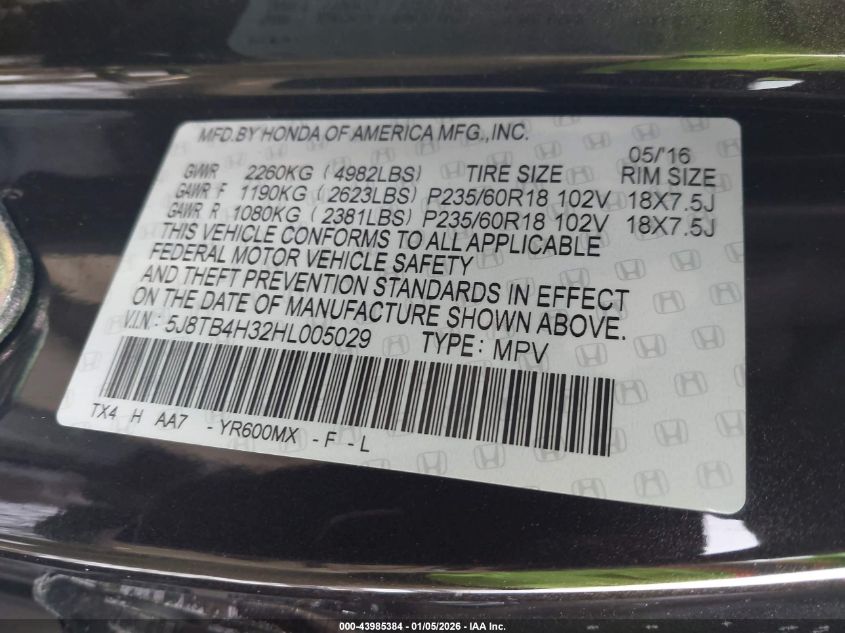 MFD.BY HONDA OF AMERICA MFG.,INC.
05/'16
GVWR 2260KG (4982LBS) TIRE SIZE RIM SIZE
GAWR F 1190KG (2623LBS) P235/60R18 102V 18X7.5J
GAWR R 1080KG (2381LBS) P235/60R18 102V 18X7.5J
THIS VEHICLE CONFORMS TO ALL APPLICABLE
FEDERAL MOTOR VEHICLE SAFETY
AND THEFT PREVENTION STANDARDS IN EFFECT
ON THE DATE OF MANUFACTURE SHOWN ABOVE.
V.I.N.: 5J8TB4H32HL005029 TYPE: MPV
TX4 H AA7 - YR600MX - F - L
000-43985384 - 01/05/2026 - IAA Inc.